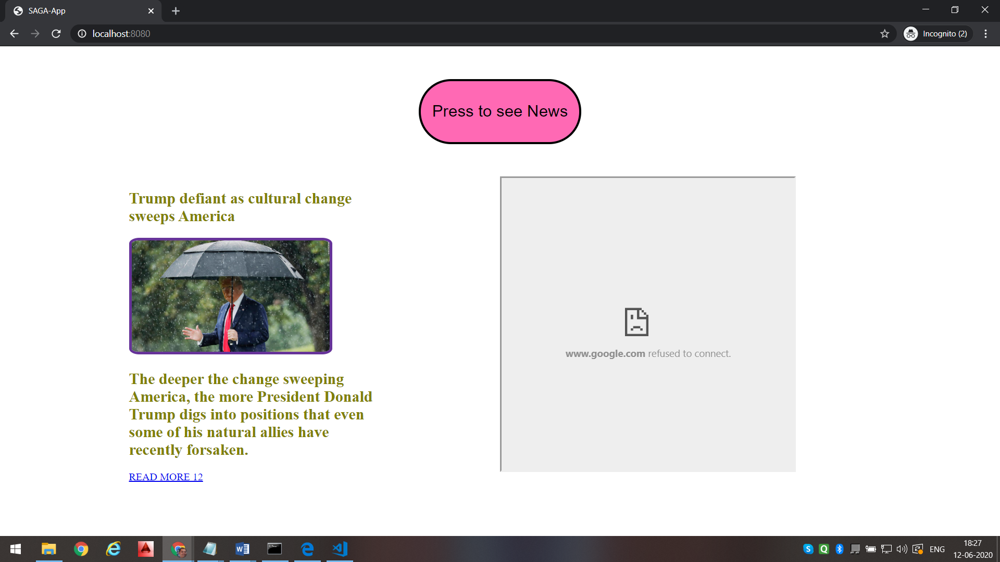 SAGA-App
localhost:8080
Incognito (2)
Press to see News
Trump defiant as cultural change
sweeps America
The deeper the change sweeping
America, the more President Donald
Trump digs into positions that even
some of his natural allies have
recently forsaken.
READ MORE 12
www.google.com refused to connect.
ENG
18:27
12-06-2020